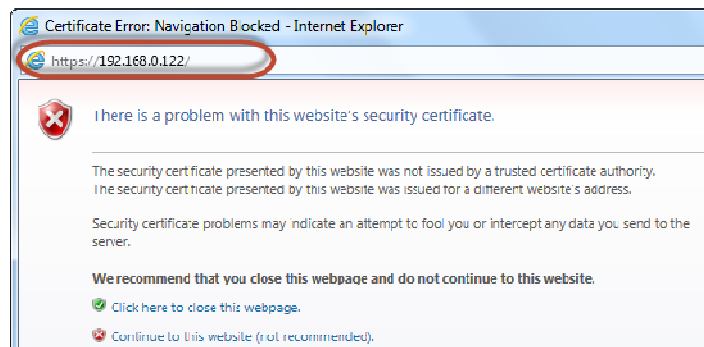 Certificate Error: Navigation Blocked - Internet Explorer
https://192.168.0.122/
There is a problem with this website's security certificate.
The security certificate presented by this website was not issued by a trusted certificate authority.
The security certificate presented by this website was issued for a different website's address.
Security certificate problems may indicate an attempt to fool you or intercept any data you send to the
server.
We recommend that you close this webpage and do not continue to this website.
Click here to close this webpage.
Continue to this website (not recommended).